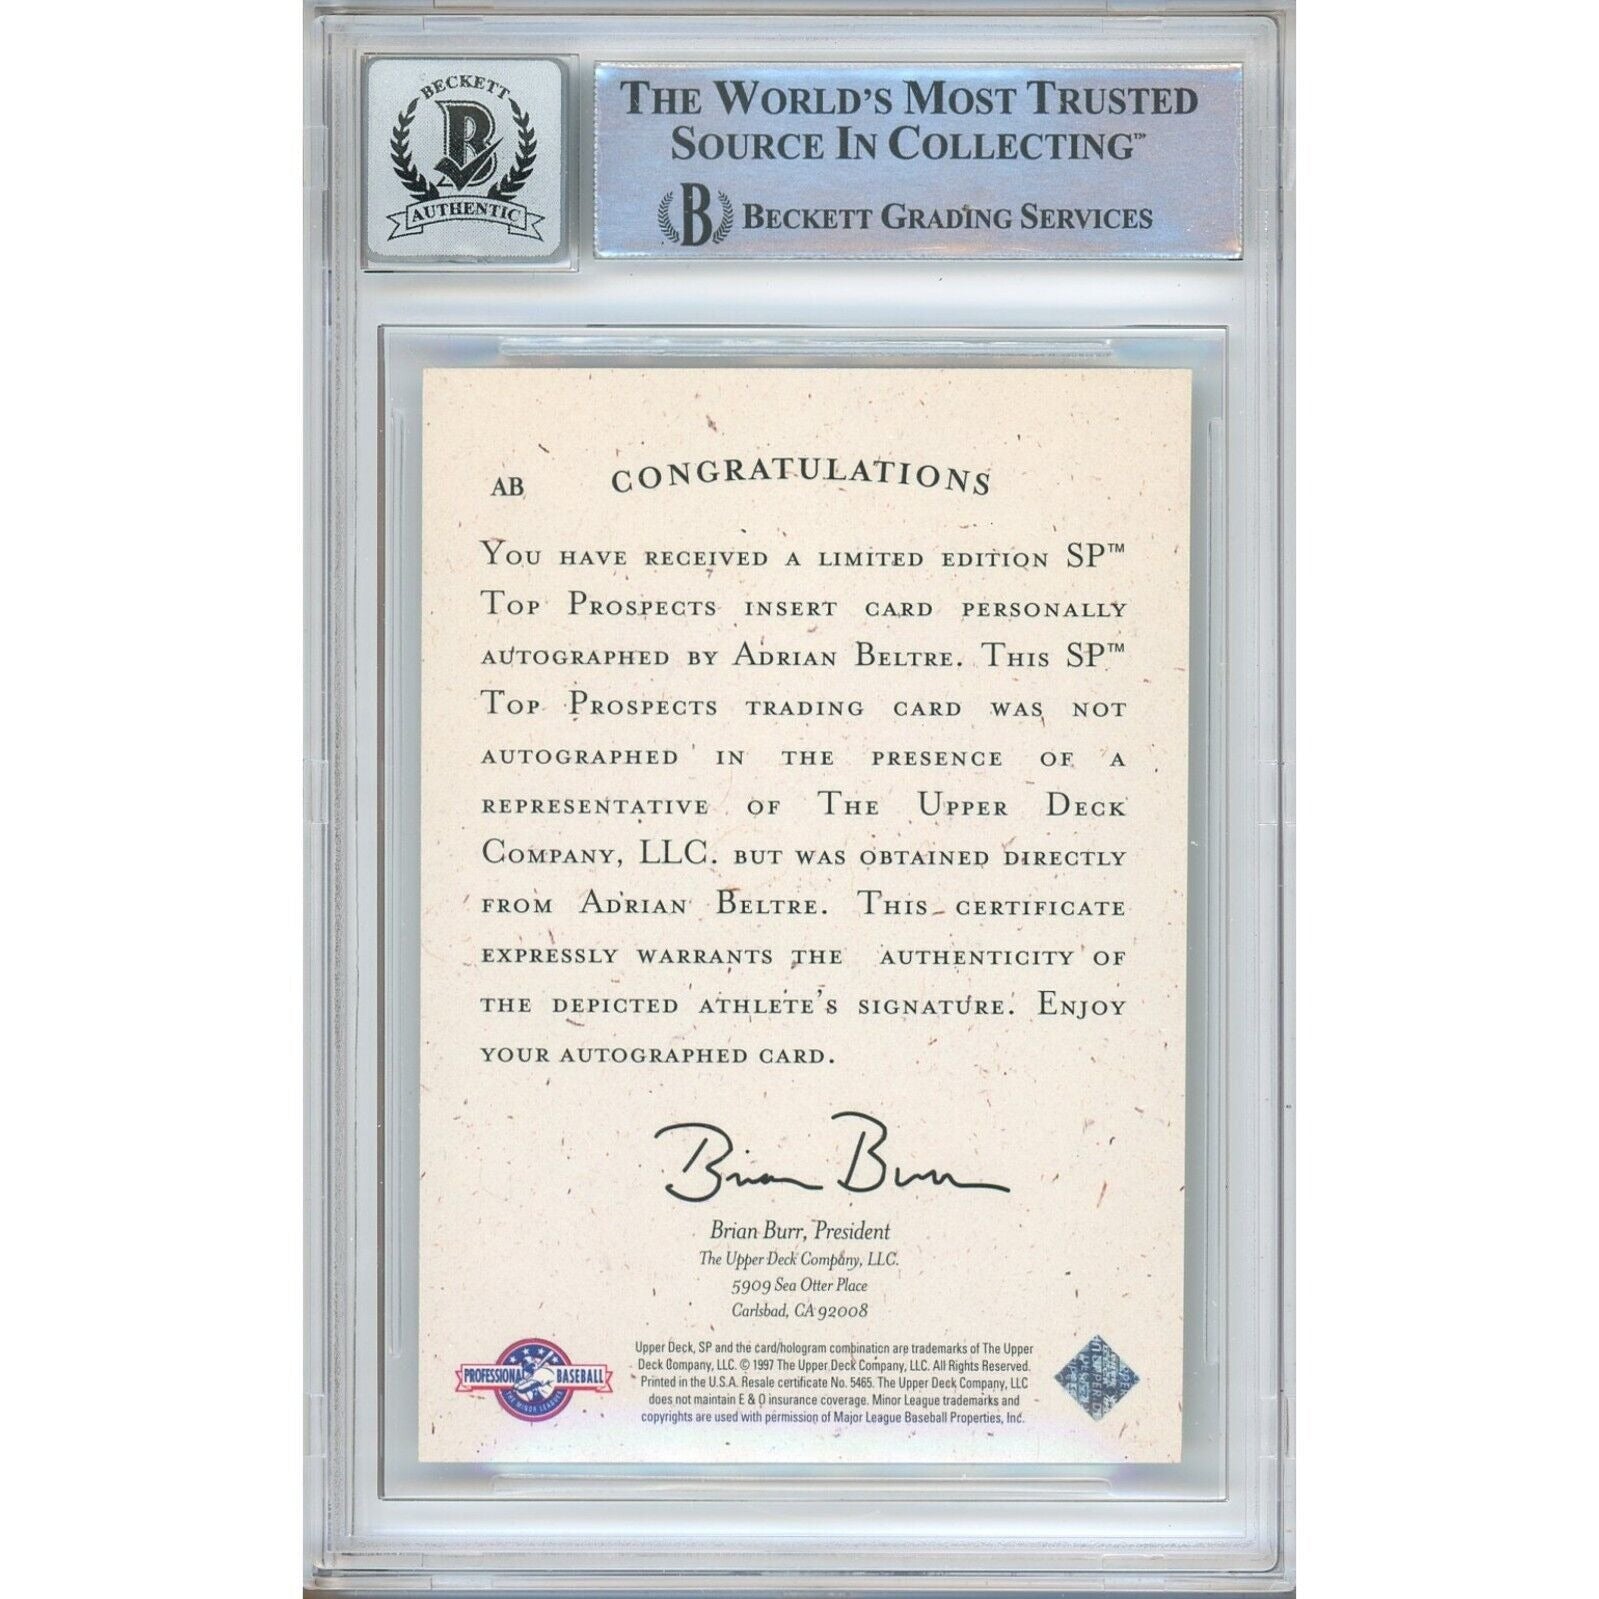 BECKETT
B
AUTHENTIC
THE WORLD'S MOST TRUSTED
SOURCE IN COLLECTING™
B BECKETT GRADING SERVICES
AB
CONGRATULATIONS
YOU HAVE RECEIVED A LIMITED EDITION SP™
TOP PROSPECTS INSERT CARD PERSONALLY
AUTOGRAPHED BY ADRIAN BELTRE. THIS SP™
TOP PROSPECTS TRADING CARD WAS NOT
AUTOGRAPHED IN THE PRESENCE OF A
REPRESENTATIVE OF THE UPPER DECK
COMPANY, LLC. BUT WAS OBTAINED DIRECTLY
FROM ADRIAN BELTRE. THIS CERTIFICATE
EXPRESSLY WARRANTS THE AUTHENTICITY OF
THE DEPICTED ATHLETE'S SIGNATURE. ENJOY
YOUR AUTOGRAPHED CARD.
Brian Burr
Brian Burr, President
The Upper Deck Company, LLC.
5909 Sea Otter Place
Carlsbad, CA 92008
PROFESSIONAL BASEBALL
THE MINOR LEAGUES
Upper Deck, SP and the card/hologram combination are trademarks of The Upper
Deck Company, LLC. © 1997 The Upper Deck Company, LLC. All Rights Reserved.
Printed in the U.S.A. Resale certificate No. 5465. The Upper Deck Company, LLC
does not maintain E & O insurance coverage. Minor League trademarks and
copyrights are used with permission of Major League Baseball Properties, Inc.